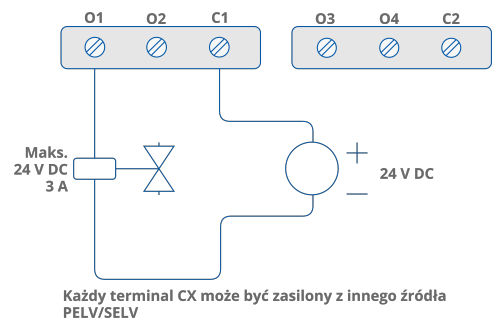 O1 O2 C1 O3 O4 C2
Maks.
24 V DC
3 A
+
24 V DC
—
Każdy terminal CX może być zasilony z innego źródła
PELV/SELV